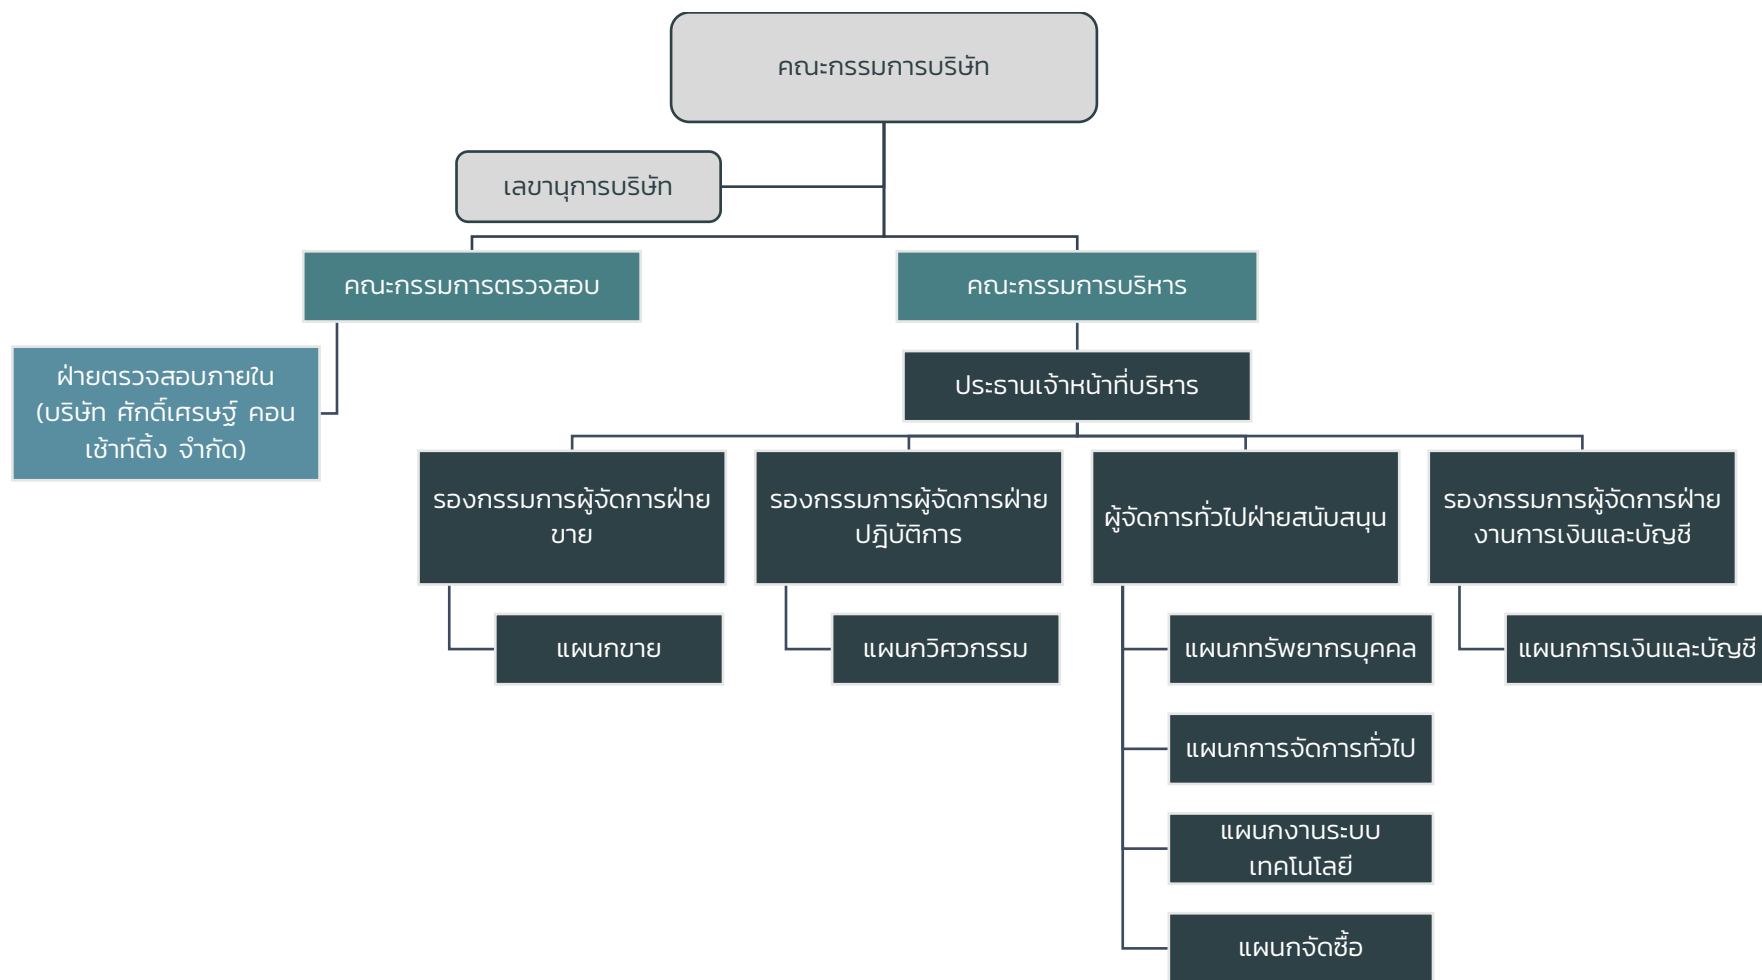 คณะกรรมการบริษัท
เลขานุการบริษัท
คณะกรรมการตรวจสอบ
คณะกรรมการบริหาร
ฝ่ายตรวจสอบภายใน
(บริษัท ศักดิ์เศรษฐ์ คอน
เซ้าท์ติ้ง จำกัด)
ประธานเจ้าหน้าที่บริหาร
รองกรรมการผู้จัดการฝ่าย
ขาย
รองกรรมการผู้จัดการฝ่าย
ปฎิบัติการ
ผู้จัดการทั่วไปฝ่ายสนับสนุน
รองกรรมการผู้จัดการฝ่าย
งานการเงินและบัญชี
แผนกขาย
แผนกวิศวกรรม
แผนกทรัพยากรบุคคล
แผนกการเงินและบัญชี
แผนกการจัดการทั่วไป
แผนกงานระบบ
เทคโนโลยี
แผนกจัดซื้อ